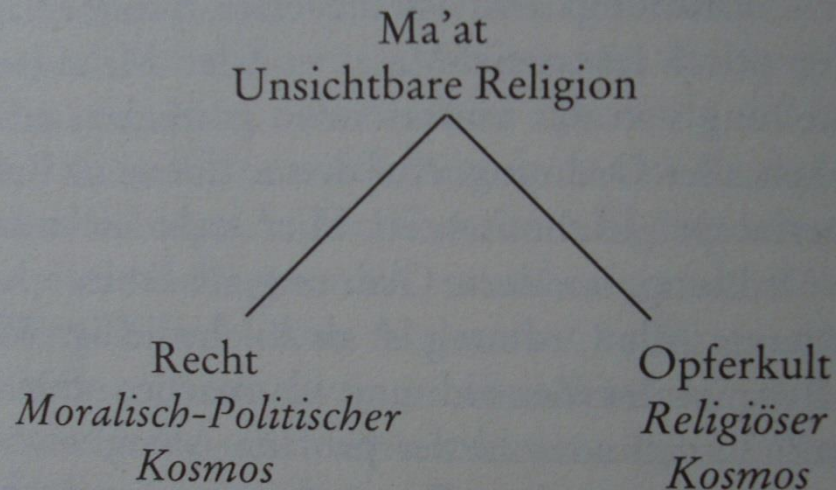 Ma’at
Unsichtbare Religion
Recht
Moralisch-Politischer
Kosmos
Opferkult
Religiöser
Kosmos